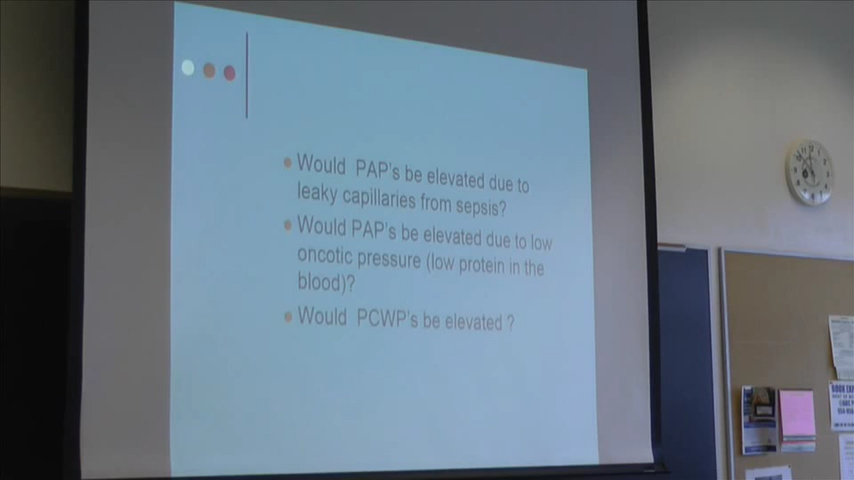 Would PAP's be elevated due to
leaky capillaries from sepsis?
Would PAP's be elevated due to low
oncotic pressure (low protein in the
blood)?
Would PCWP's be elevated ?